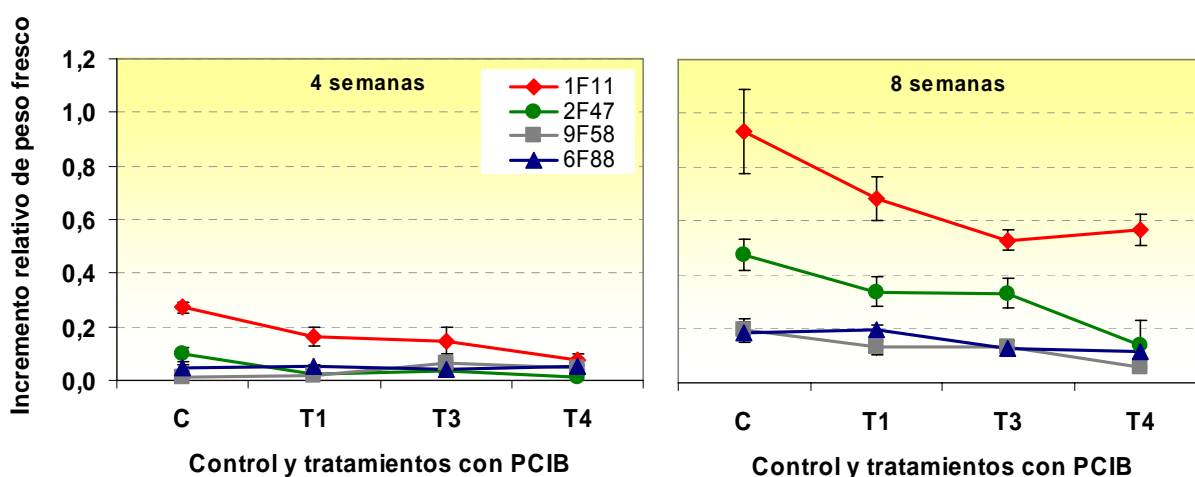 Incremento relativo de peso fresco
1,2
1,0
0,8
0,6
0,4
0,2
0,0
4 semanas
1F11
2F47
9F58
6F88
C
T1
T3
T4
Control y tratamientos con PCIB
8 semanas
C
T1
T3
T4
Control y tratamientos con PCIB